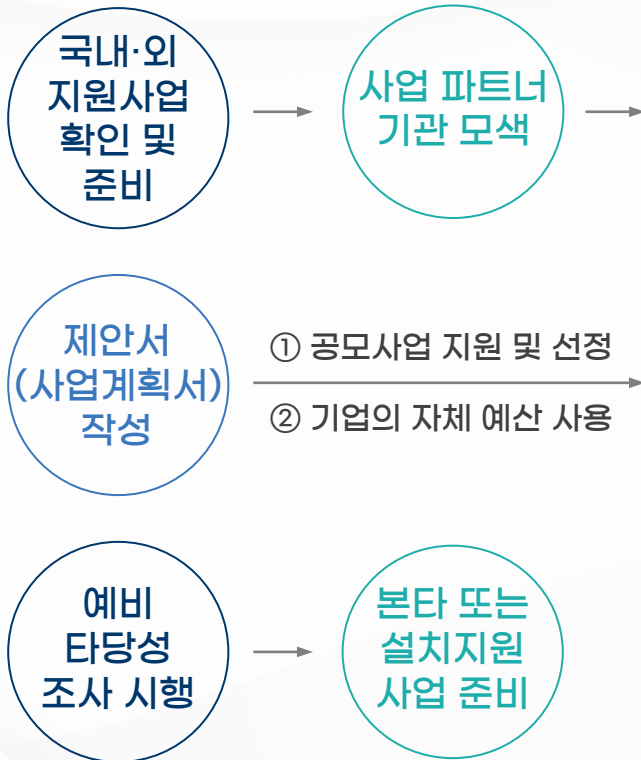 국내·외
지원사업
확인 및
준비
사업 파트너
기관 모색
제안서
(사업계획서)
작성
① 공모사업 지원 및 선정
② 기업의 자체 예산 사용
예비
타당성
조사 시행
본타 또는
설치지원
사업 준비